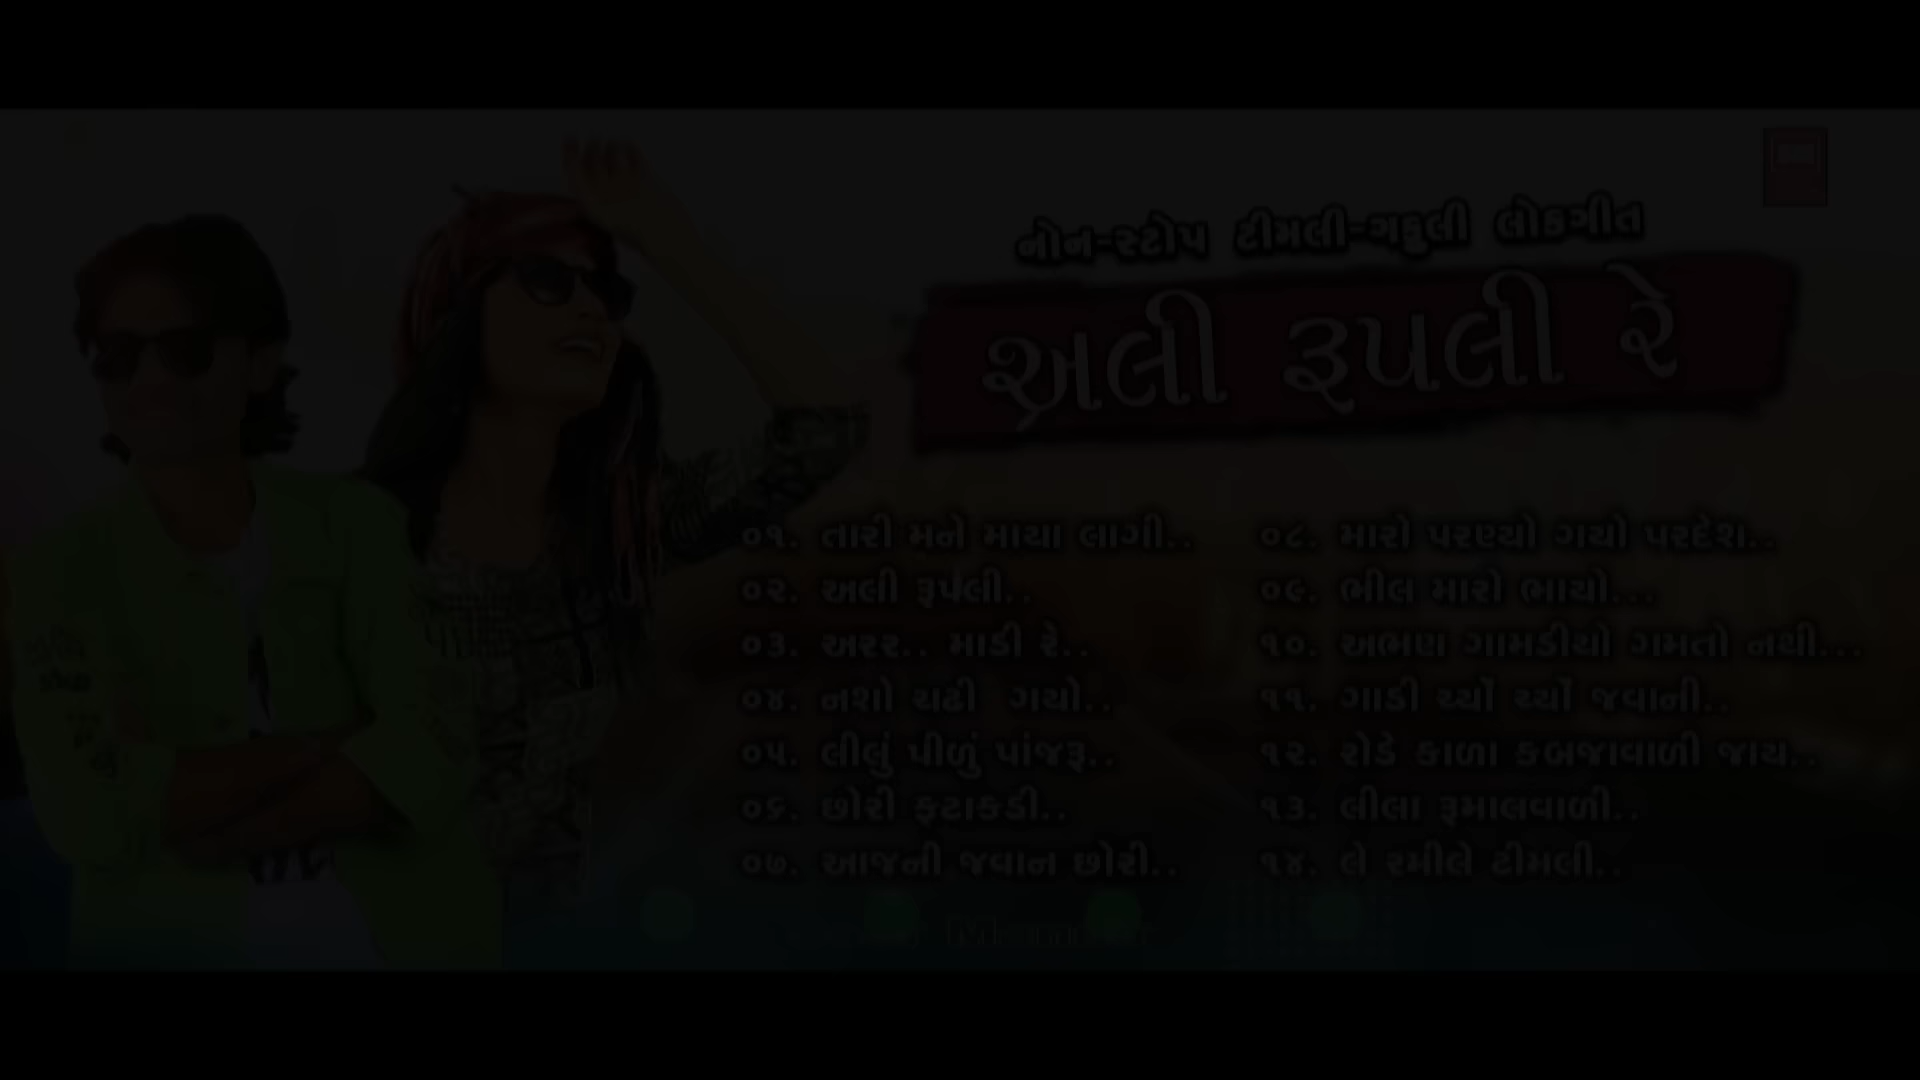 નોન-સ્ટોપ ટીમલી-ગફુલી લોકગીત
અલી રૂપલી રે
૦૧. તારી મને માયા લાગી..
૦૨. અલી રૂપલી..
૦૩. અરર.. માડી રે..
૦૪. નશો ચઢી ગયો..
૦૫. લીલું પીળું પાંજરૂ..
૦૬. છોરી ફટાકડી..
૦૭. આજની જવાન છોરી..
૦૮. મારો પરણ્યો ગયો પરદેશ..
૦૯. ભીલ મારો ભાયો...
૧૦. અભણ ગામડીયો ગમતો નથી...
૧૧. ગાડી ચ્યોં ચ્યોં જવાની..
૧૨. રોડે કાળા કબજાવાળી જાય..
૧૩. લીલા રૂમાલવાળી..
૧૪. લે રમીલે ટીમલી..